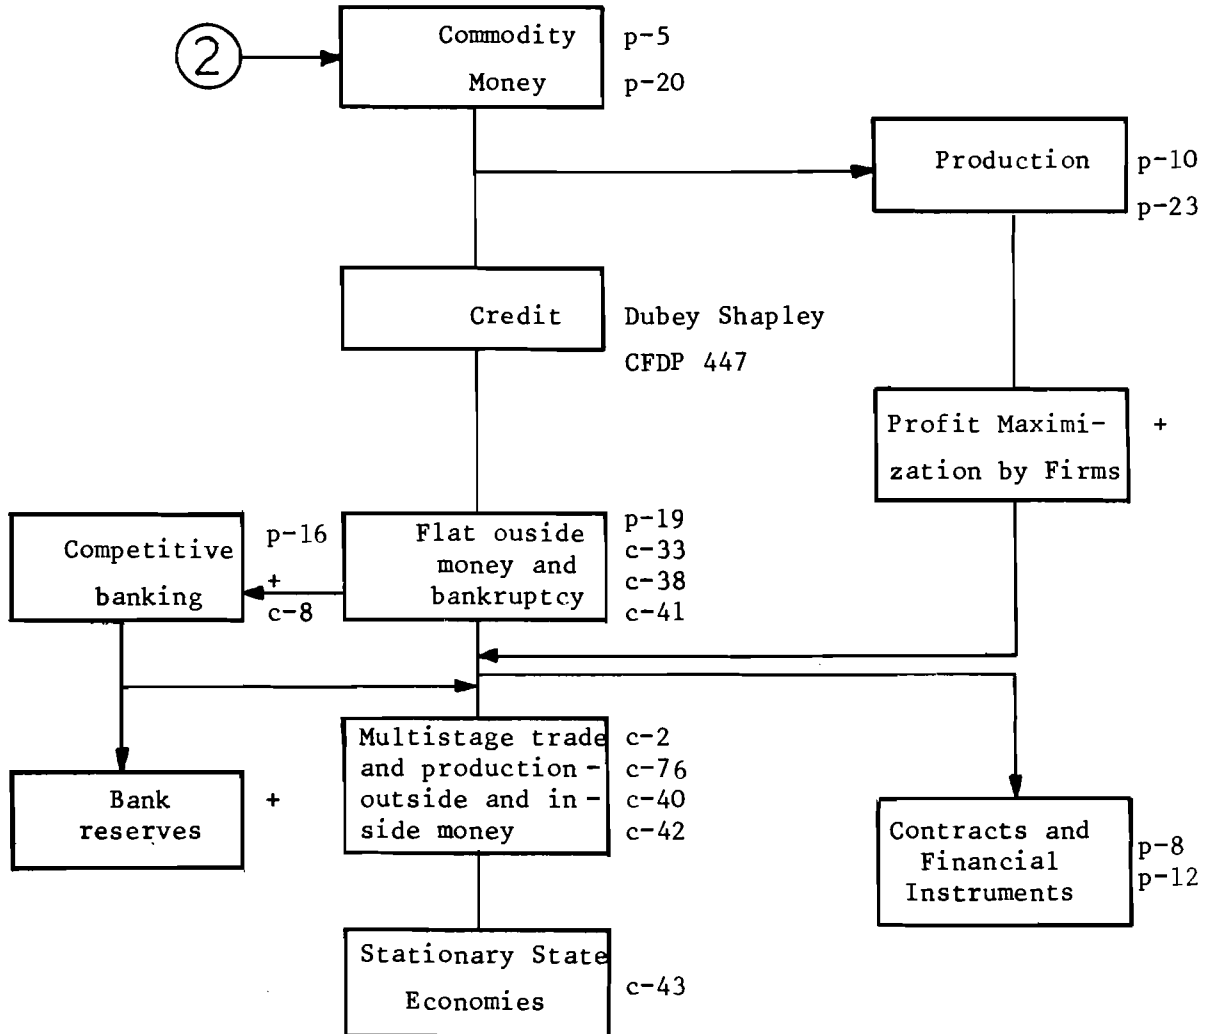 2
Commodity
Money
p-5
p-20
Production
p-10
p-23
Credit
Dubey Shapley
CFDP 447
Profit Maximi-
zation by Firms
+
Competitive
banking
p-16
+
c-8
Flat ouside
money and
bankruptcy
p-19
c-33
c-38
c-41
Multistage trade
and production-
outside and in-
side money
c-2
c-76
c-40
c-42
Bank
reserves
+
Contracts and
Financial
Instruments
p-8
p-12
Stationary State
Economies
c-43